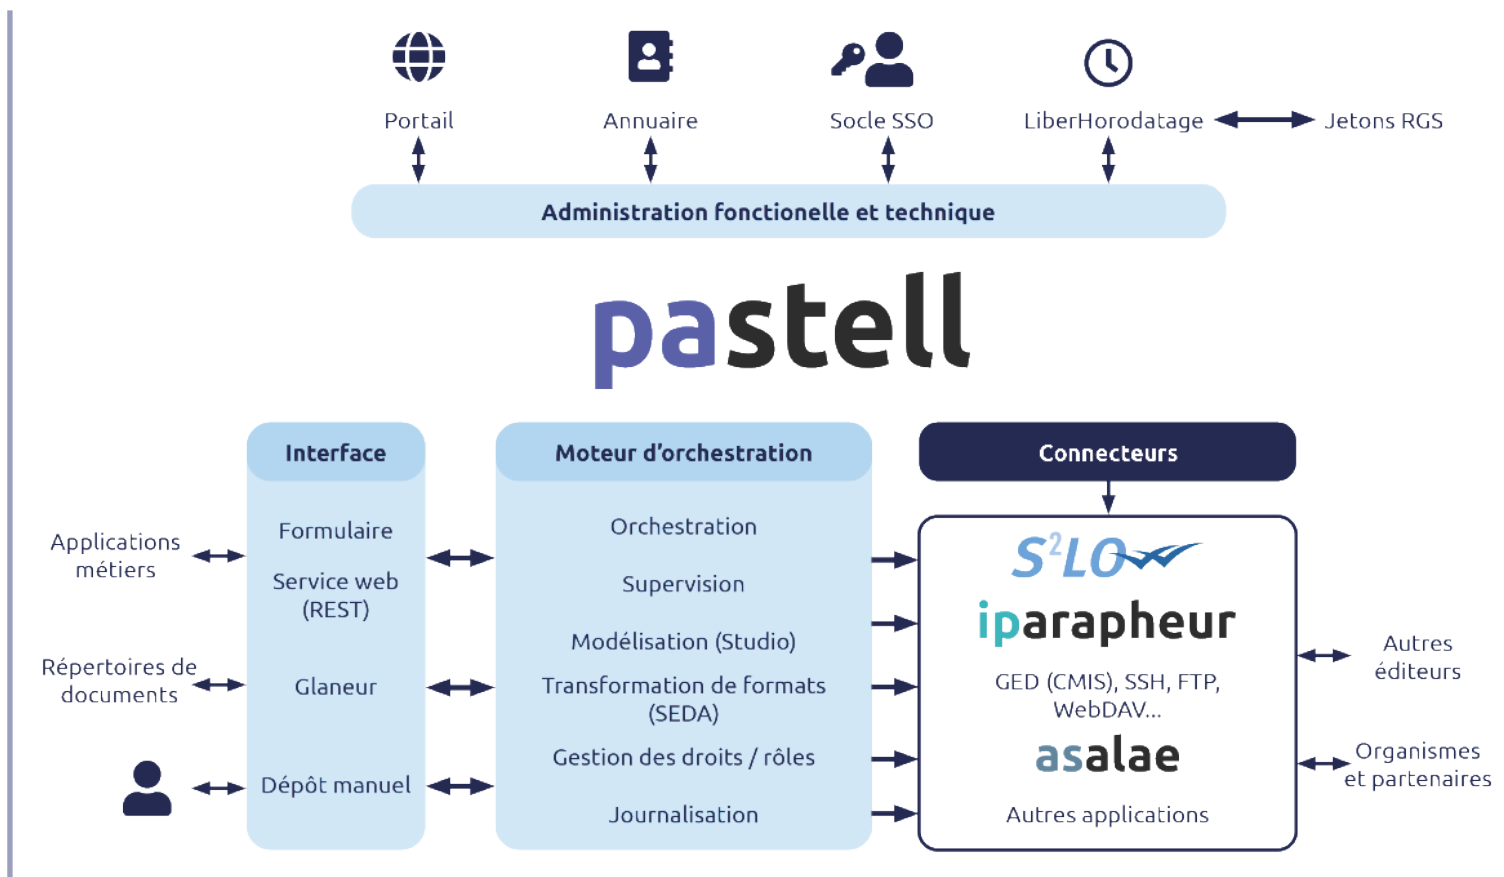 Portail
Annuaire
Socle SSO
LiberHorodatage
Jetons RGS
Administration fonctionelle et technique
pastell
Interface
Moteur d'orchestration
Connecteurs
Applications
métiers
Répertoires de
documents
Formulaire
Service web
(REST)
Glaneur
Dépôt manuel
Orchestration
Supervision
Modélisation (Studio)
Transformation de formats
(SEDA)
Gestion des droits / rôles
Journalisation
S²LO
iparapheur
GED (CMIS), SSH, FTP,
WebDAV...
asalae
Autres applications
Autres
éditeurs
Organismes
et partenaires